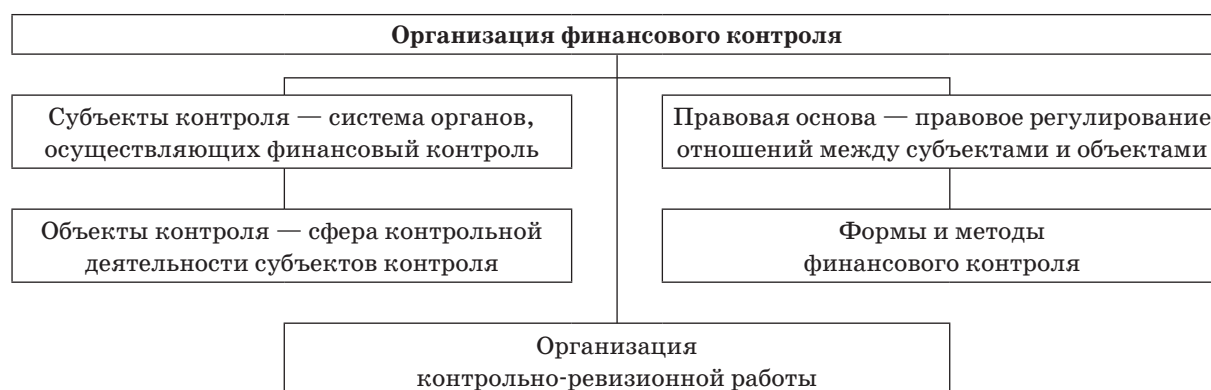 Организация финансового контроля
Субъекты контроля — система органов,
осуществляющих финансовый контроль
Правовая основа — правовое регулирование
отношений между субъектами и объектами
Объекты контроля — сфера контрольной
деятельности субъектов контроля
Формы и методы
финансового контроля
Организация
контрольно-ревизионной работы